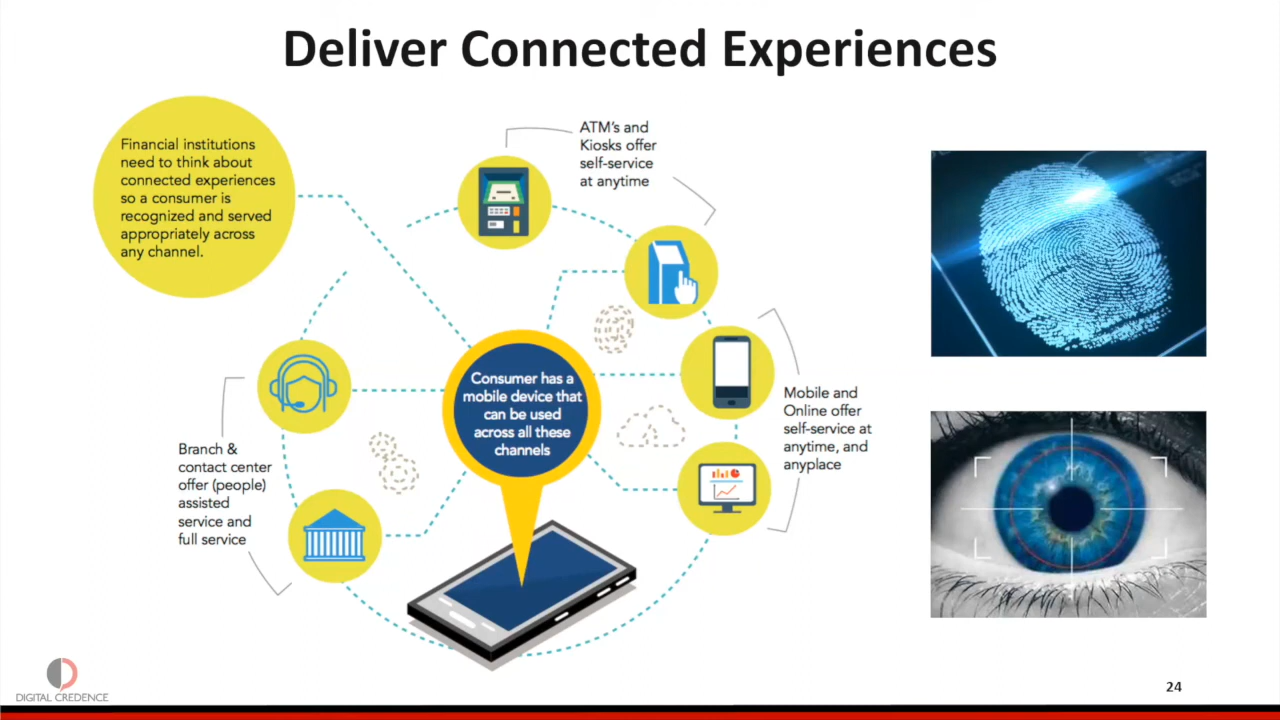 Deliver Connected Experiences
Financial institutions
need to think about
connected experiences
so a consumer is
recognized and served
appropriately across
any channel.
ATM's and
Kiosks offer
self-service
at anytime
Consumer has a
mobile device that
can be used
across all these
channels
Mobile and
Online offer
self-service at
anytime, and
anyplace
Branch &
contact center
offer (people)
assisted
service and
full service
DIGITAL CREDENCE
24